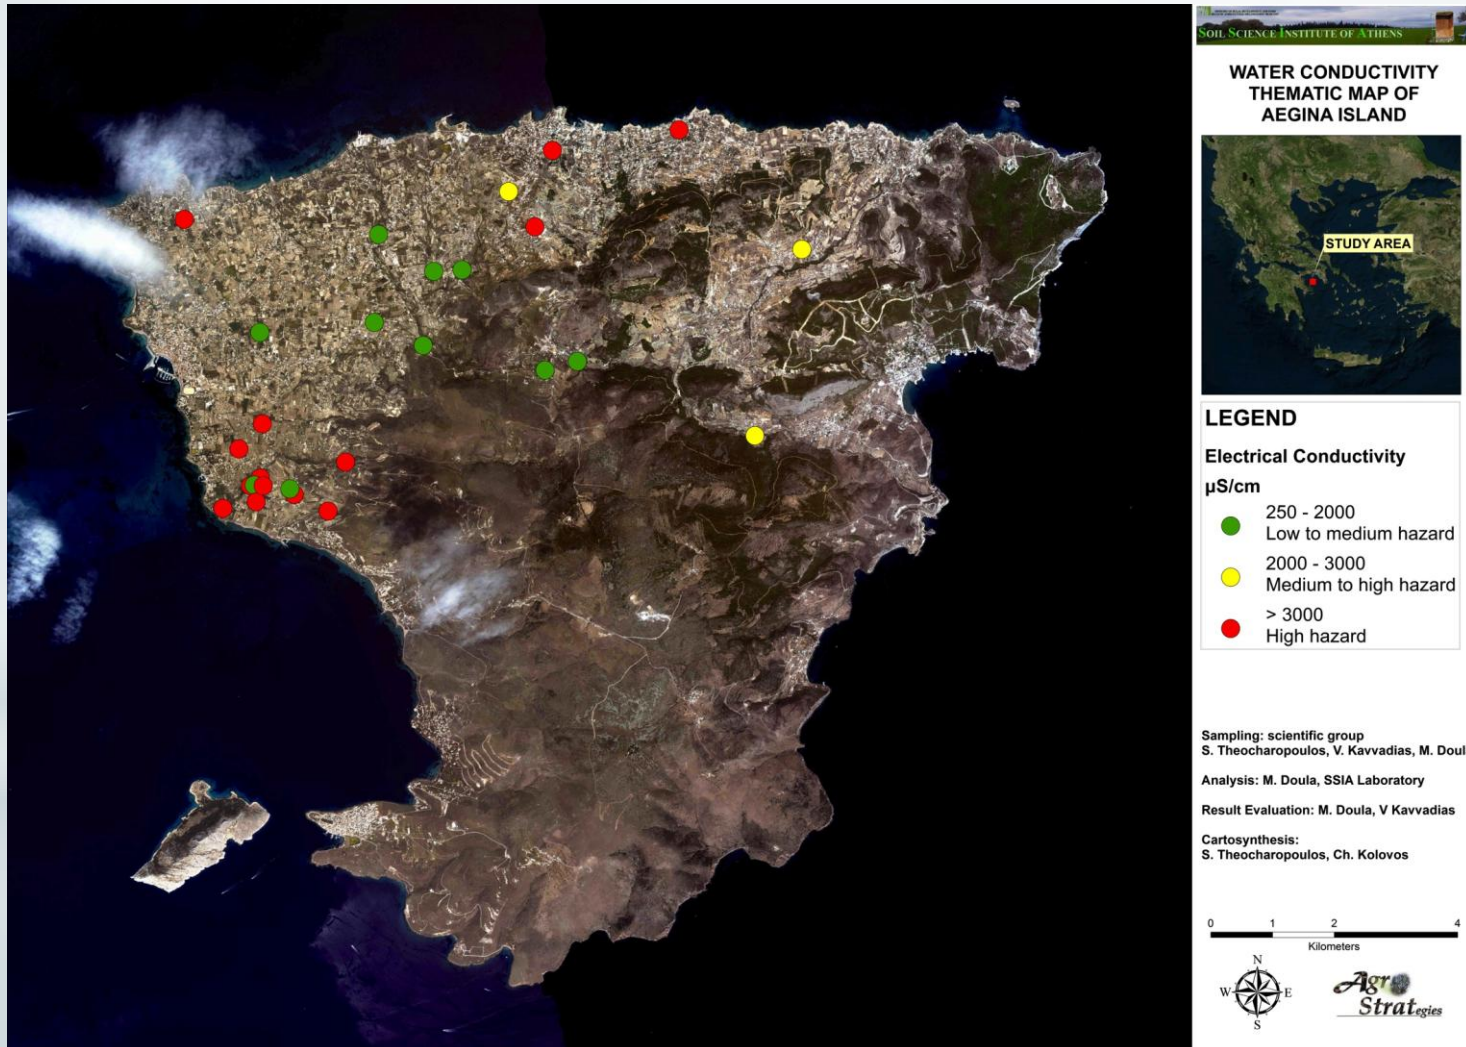 SOIL SCIENCE INSTITUTE OF ATHENS
WATER CONDUCTIVITY
THEMATIC MAP OF
AEGINA ISLAND
STUDY AREA
LEGEND
Electrical Conductivity
µS/cm
250 - 2000
Low to medium hazard
2000 - 3000
Medium to high hazard
> 3000
High hazard
Sampling: scientific group
S. Theocharopoulos, V. Kavvadias, M. Doul
Analysis: M. Doula, SSIA Laboratory
Result Evaluation: M. Doula, V Kavvadias
Cartosynthesis:
S. Theocharopoulos, Ch. Kolovos
0 1 2 4
Kilometers
N
W E
S
Agro
Strategies